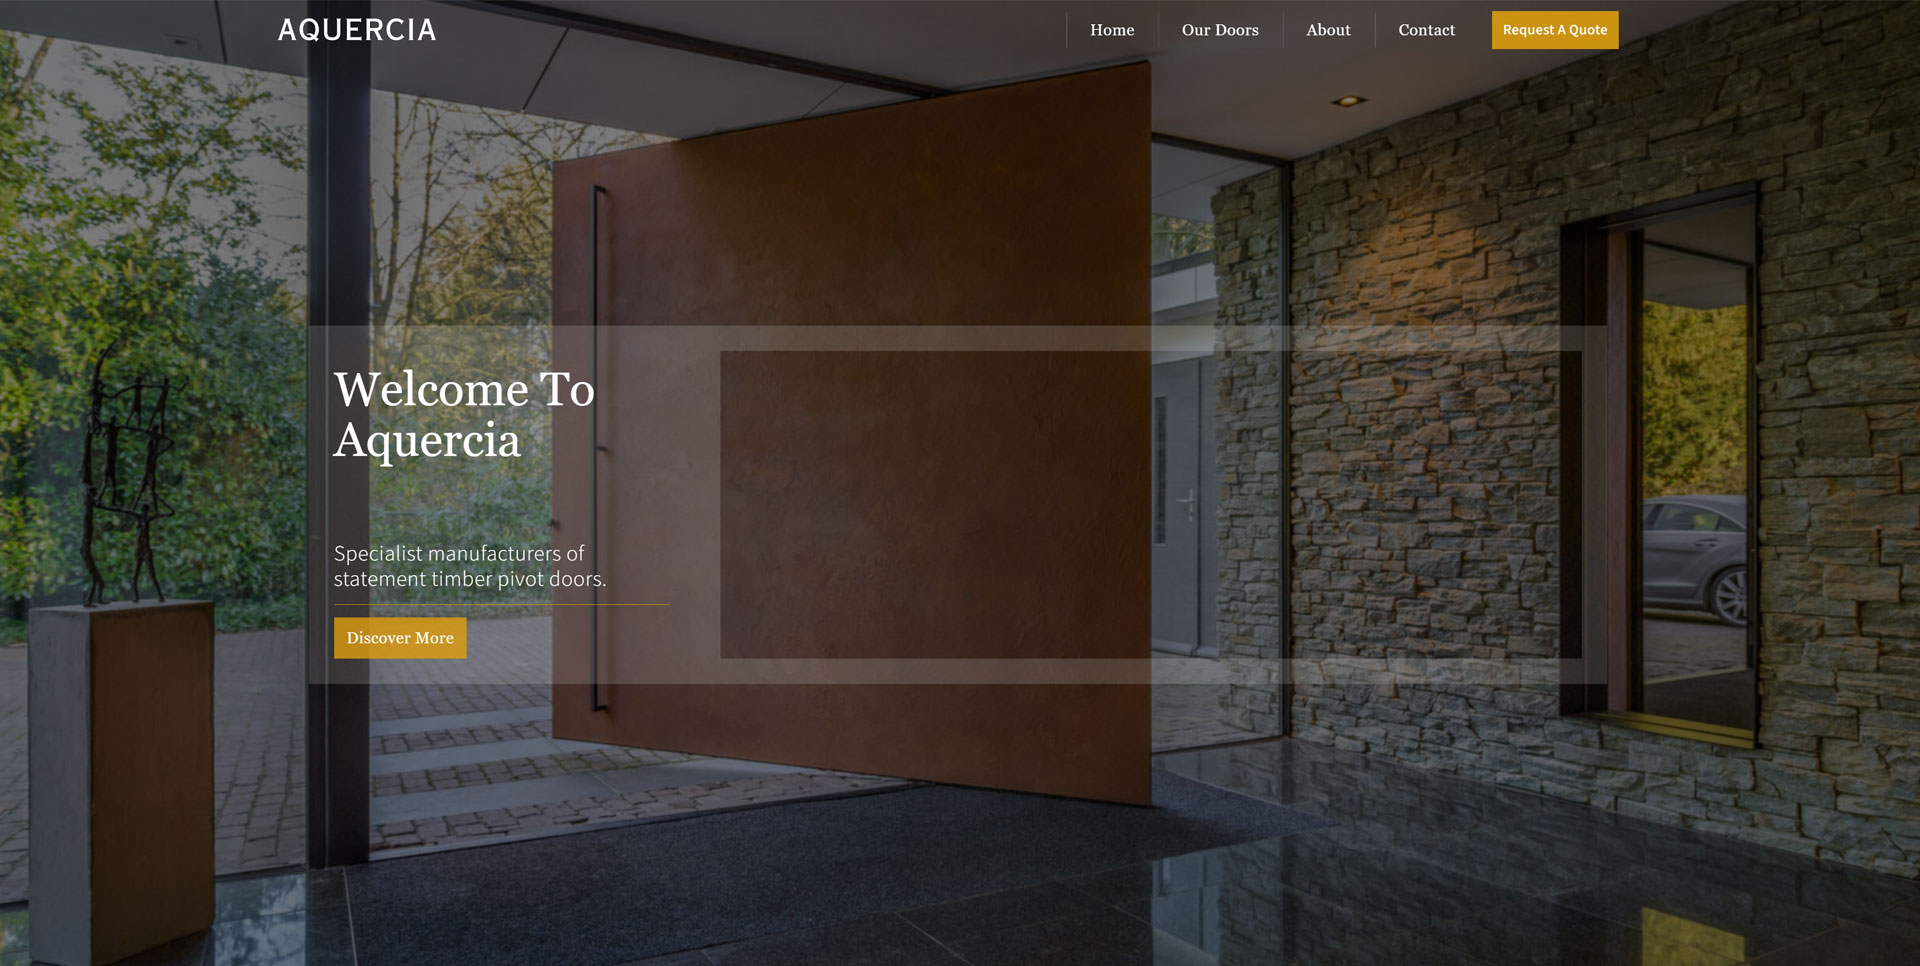 AQUERCIA
Home
Our Doors
About
Contact
Request A Quote
Welcome To
Aquercia
Specialist manufacturers of
statement timber pivot doors.
Discover More